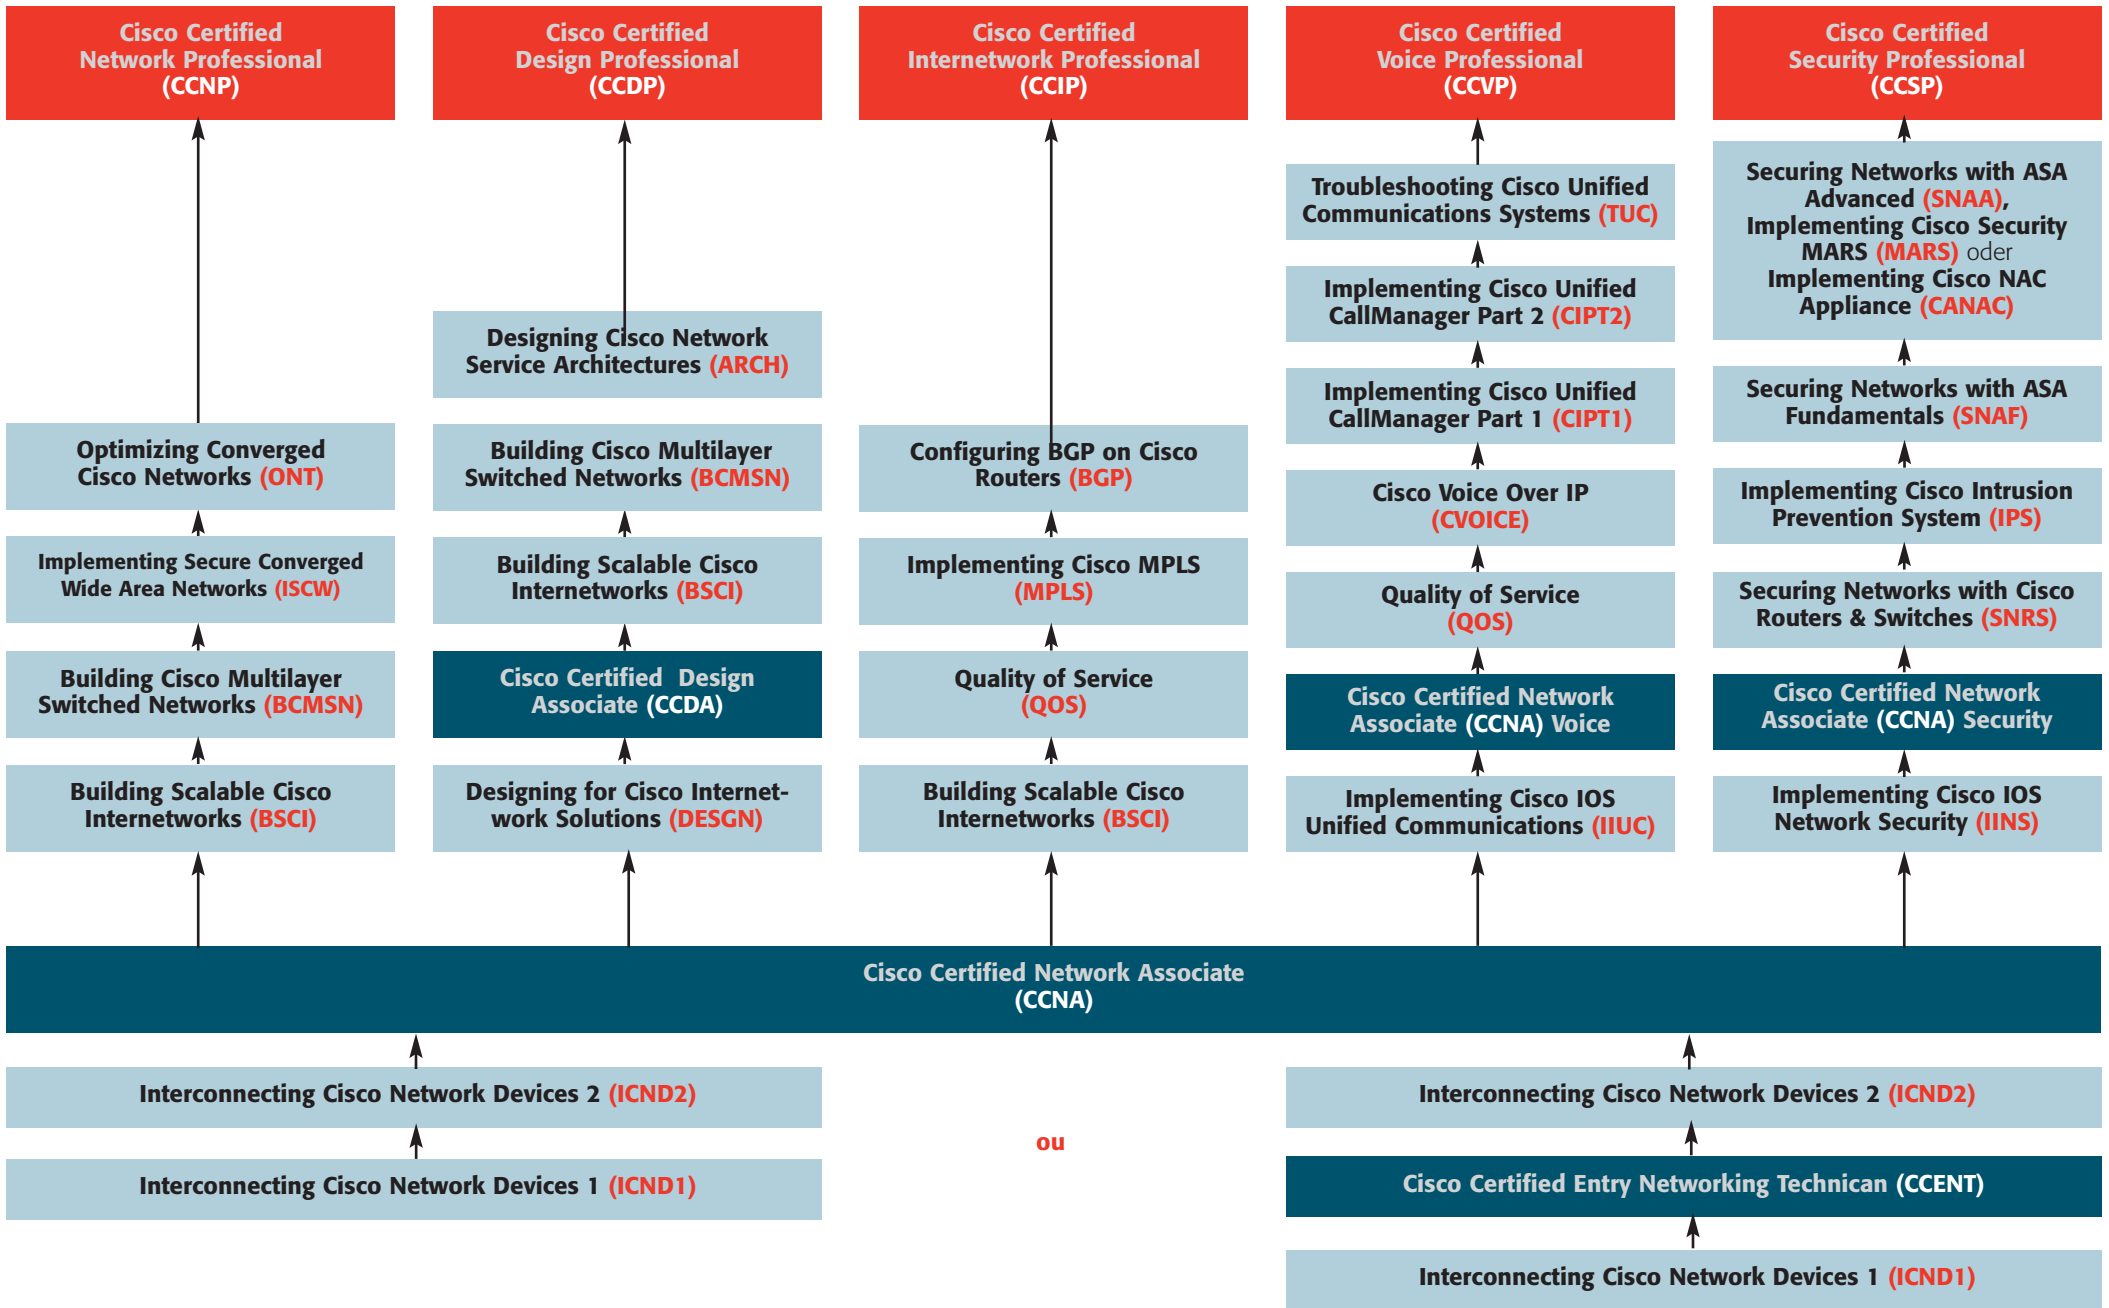 Cisco Certified
Network Professional
(CCNP)
Cisco Certified
Design Professional
(CCDP)
Cisco Certified
Internetwork Professional
(CCIP)
Cisco Certified
Voice Professional
(CCVP)
Cisco Certified
Security Professional
(CCSP)
Optimizing Converged
Cisco Networks (ONT)
Implementing Secure Converged
Wide Area Networks (ISCW)
Building Cisco Multilayer
Switched Networks (BCMSN)
Building Scalable Cisco
Internetworks (BSCI)
Designing Cisco Network
Service Architectures (ARCH)
Building Cisco Multilayer
Switched Networks (BCMSN)
Building Scalable Cisco
Internetworks (BSCI)
Cisco Certified Design
Associate (CCDA)
Designing for Cisco Internet-
work Solutions (DESGN)
Configuring BGP on Cisco
Routers (BGP)
Implementing Cisco MPLS
(MPLS)
Quality of Service
(QOS)
Building Scalable Cisco
Internetworks (BSCI)
Troubleshooting Cisco Unified
Communications Systems (TUC)
Implementing Cisco Unified
CallManager Part 2 (CIPT2)
Implementing Cisco Unified
CallManager Part 1 (CIPT1)
Cisco Voice Over IP
(CVOICE)
Quality of Service
(QOS)
Cisco Certified Network
Associate (CCNA) Voice
Implementing Cisco IOS
Unified Communications (IIUC)
Securing Networks with ASA
Advanced (SNAA),
Implementing Cisco Security
MARS (MARS) oder
Implementing Cisco NAC
Appliance (CANAC)
Securing Networks with ASA
Fundamentals (SNAF)
Implementing Cisco Intrusion
Prevention System (IPS)
Securing Networks with Cisco
Routers & Switches (SNRS)
Cisco Certified Network
Associate (CCNA) Security
Implementing Cisco IOS
Network Security (IINS)
Cisco Certified Network Associate
(CCNA)
Interconnecting Cisco Network Devices 2 (ICND2)
Interconnecting Cisco Network Devices 1 (ICND1)
ou
Interconnecting Cisco Network Devices 2 (ICND2)
Cisco Certified Entry Networking Technican (CCENT)
Interconnecting Cisco Network Devices 1 (ICND1)